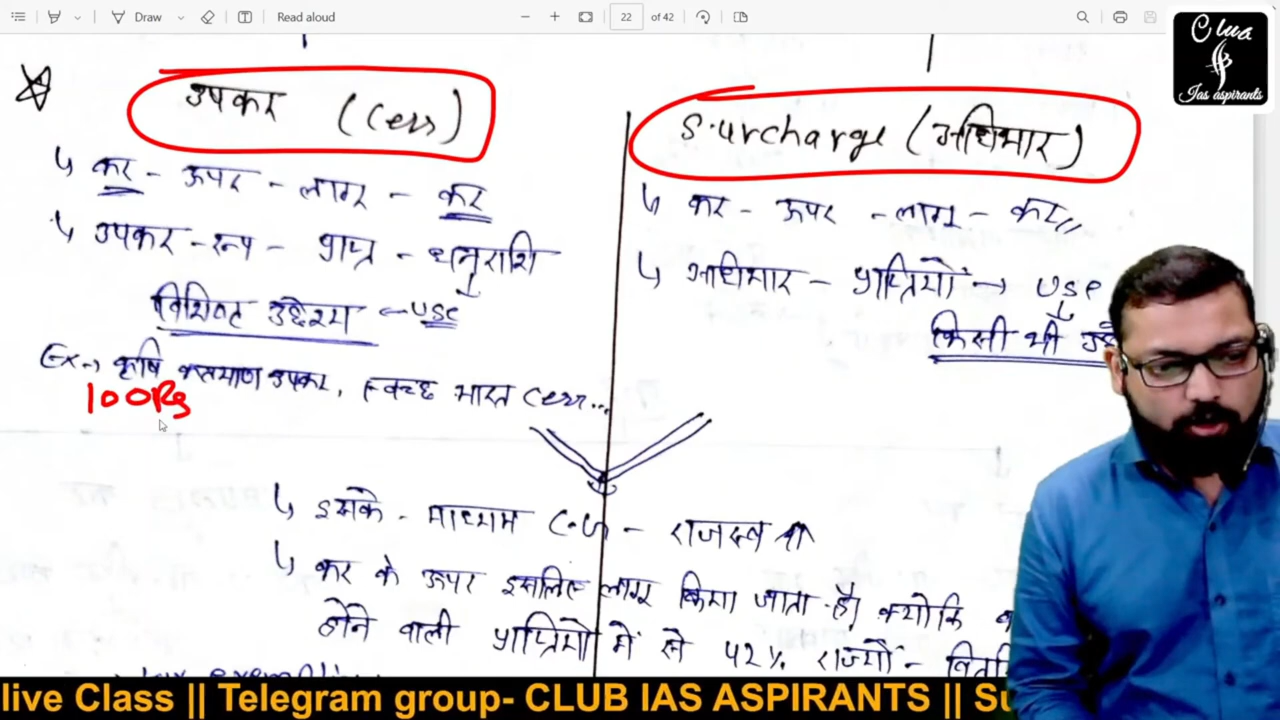 Draw
Read aloud
22 of 42
Clua
Ias aspirants
उपकर (Cess)
Surcharge (अधिभार)
↳ कर - ऊपर - लागू - कर
↳ कर - ऊपर - लागू - कर
↳ उपकर - रूप - प्राप्त - धनराशि
↳ अधिभार - प्राप्तियों → use
विशिष्ट उद्देश्य ← use
किसी भी
Ex → कृषि कल्याण उपकर, स्वच्छ भारत Cess...
100Rs
↳ इसके - माध्यम C.G - राजस्व ↑
↳ कर के ऊपर इसलिए लागू किया जाता है। क्योकि
होने वाली प्राप्तियों में से 42% राज्यों -
live Class || Telegram group- CLUB IAS ASPIRANTS || Su